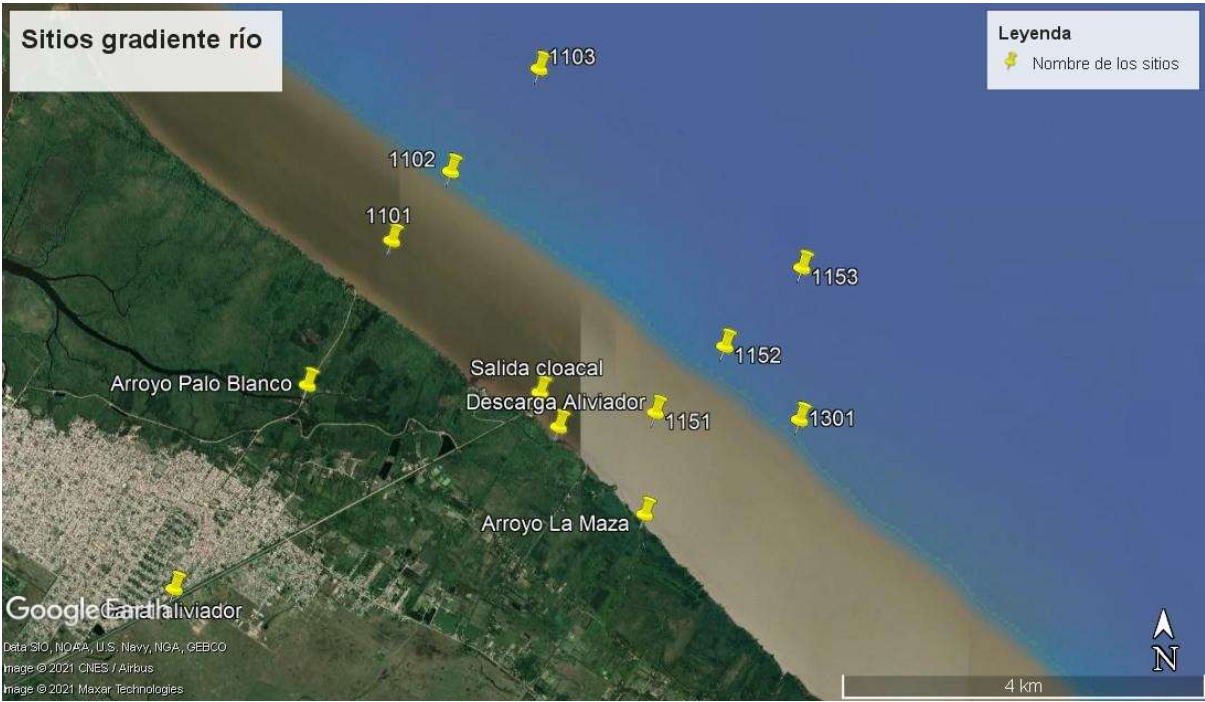 Sitios gradiente río
Leyenda
Nombre de los sitios
1103
1102
1101
1153
1152
Salida cloacal
Arroyo Palo Blanco
Descarga Aliviador
1151
1301
Arroyo La Maza
Google Earth
Canal aliviador
Data SIO, NOAA, U.S. Navy, NGA, GEBCO
Image © 2021 CNES / Airbus
Image © 2021 Maxar Technologies
4 km
N